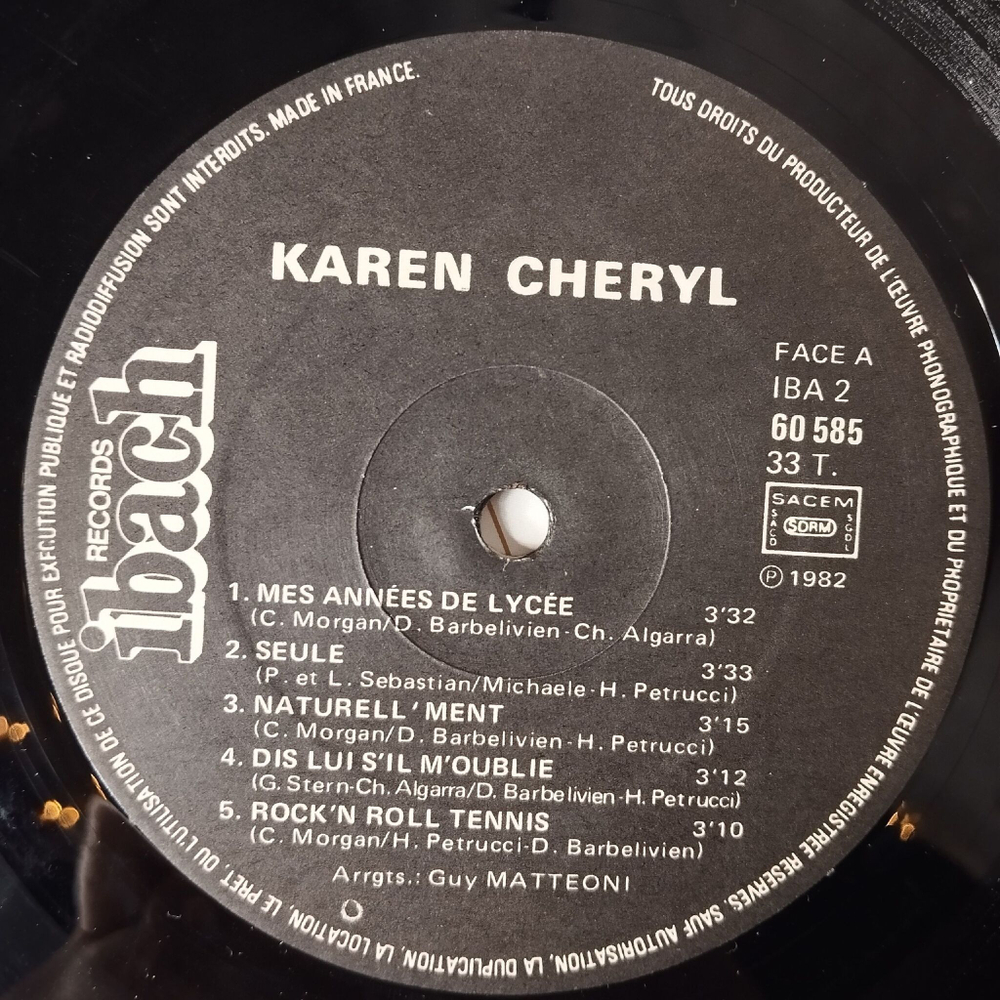 TOUS DROITS DU PRODUCTEUR DE L'ŒUVRE PHONOGRAPHIQUE ET DU PROPRIETAIRE DE L'ŒUVRE ENREGISTREE RESERVES. SAUF AUTORISATION, LA DUPLICATION, LA LOCATION, LE PRET, OU L'UTILISATION DE CE DISQUE POUR EXECUTION PUBLIQUE ET RADIODIFFUSION SONT INTERDITS. MADE IN FRANCE.
KAREN CHERYL
ibach
RECORDS
FACE A
IBA 2
60 585
33 T.
SACEM
SACD SDRM SGDL
Ⓟ 1982
1. MES ANNÉES DE LYCÉE 3'32
(C. Morgan/D. Barbelivien-Ch. Algarra)
2. SEULE 3'33
(P. et L. Sebastian/Michaele-H. Petrucci)
3. NATURELL'MENT 3'15
(C. Morgan/D. Barbelivien-H. Petrucci)
4. DIS LUI S'IL M'OUBLIE 3'12
(G. Stern-Ch. Algarra/D. Barbelivien-H. Petrucci)
5. ROCK'N ROLL TENNIS 3'10
(C. Morgan/H. Petrucci-D. Barbelivien)
Arrgts.: Guy MATTEONI